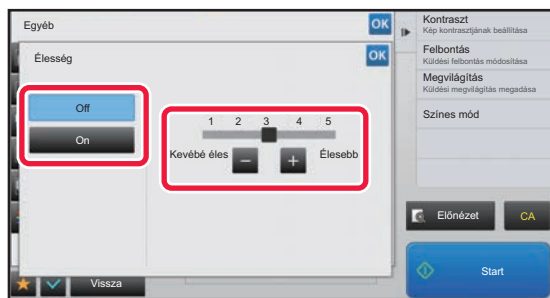 Egyéb
OK
Élesség
OK
Off
On
1 2 3 4 5
Kevébé éles
−
+
Élesebb
Vissza
Kontraszt
Kép kontrasztjának beállítása
Felbontás
Küldési felbontás módosítása
Megvilágítás
Küldési megvilágítás megadása
Színes mód
Előnézet
CA
Start